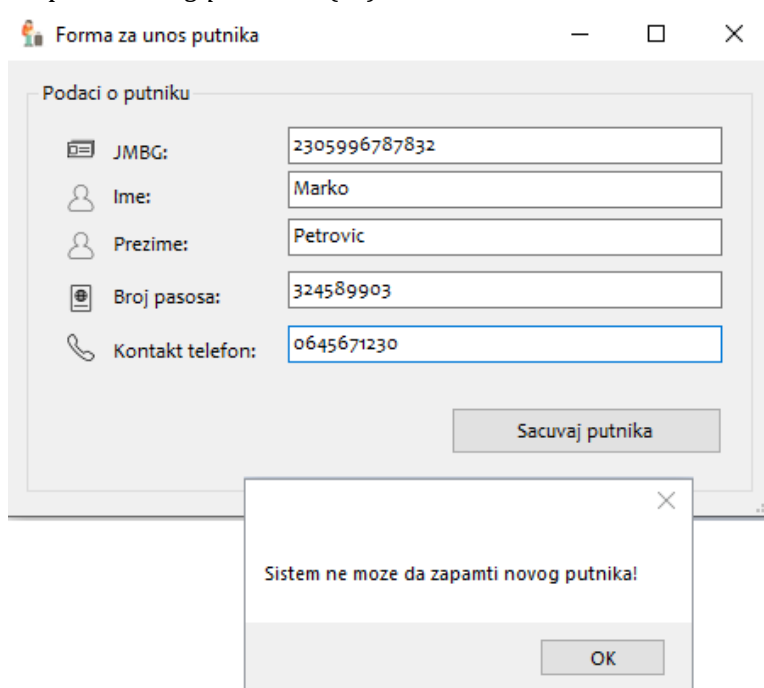 Forma za unos putnika
Podaci o putniku
JMBG: 2305996787832
Ime: Marko
Prezime: Petrovic
Broj pasosa: 324589903
Kontakt telefon: 0645671230
Sacuvaj putnika
Sistem ne moze da zapamti novog putnika!
OK